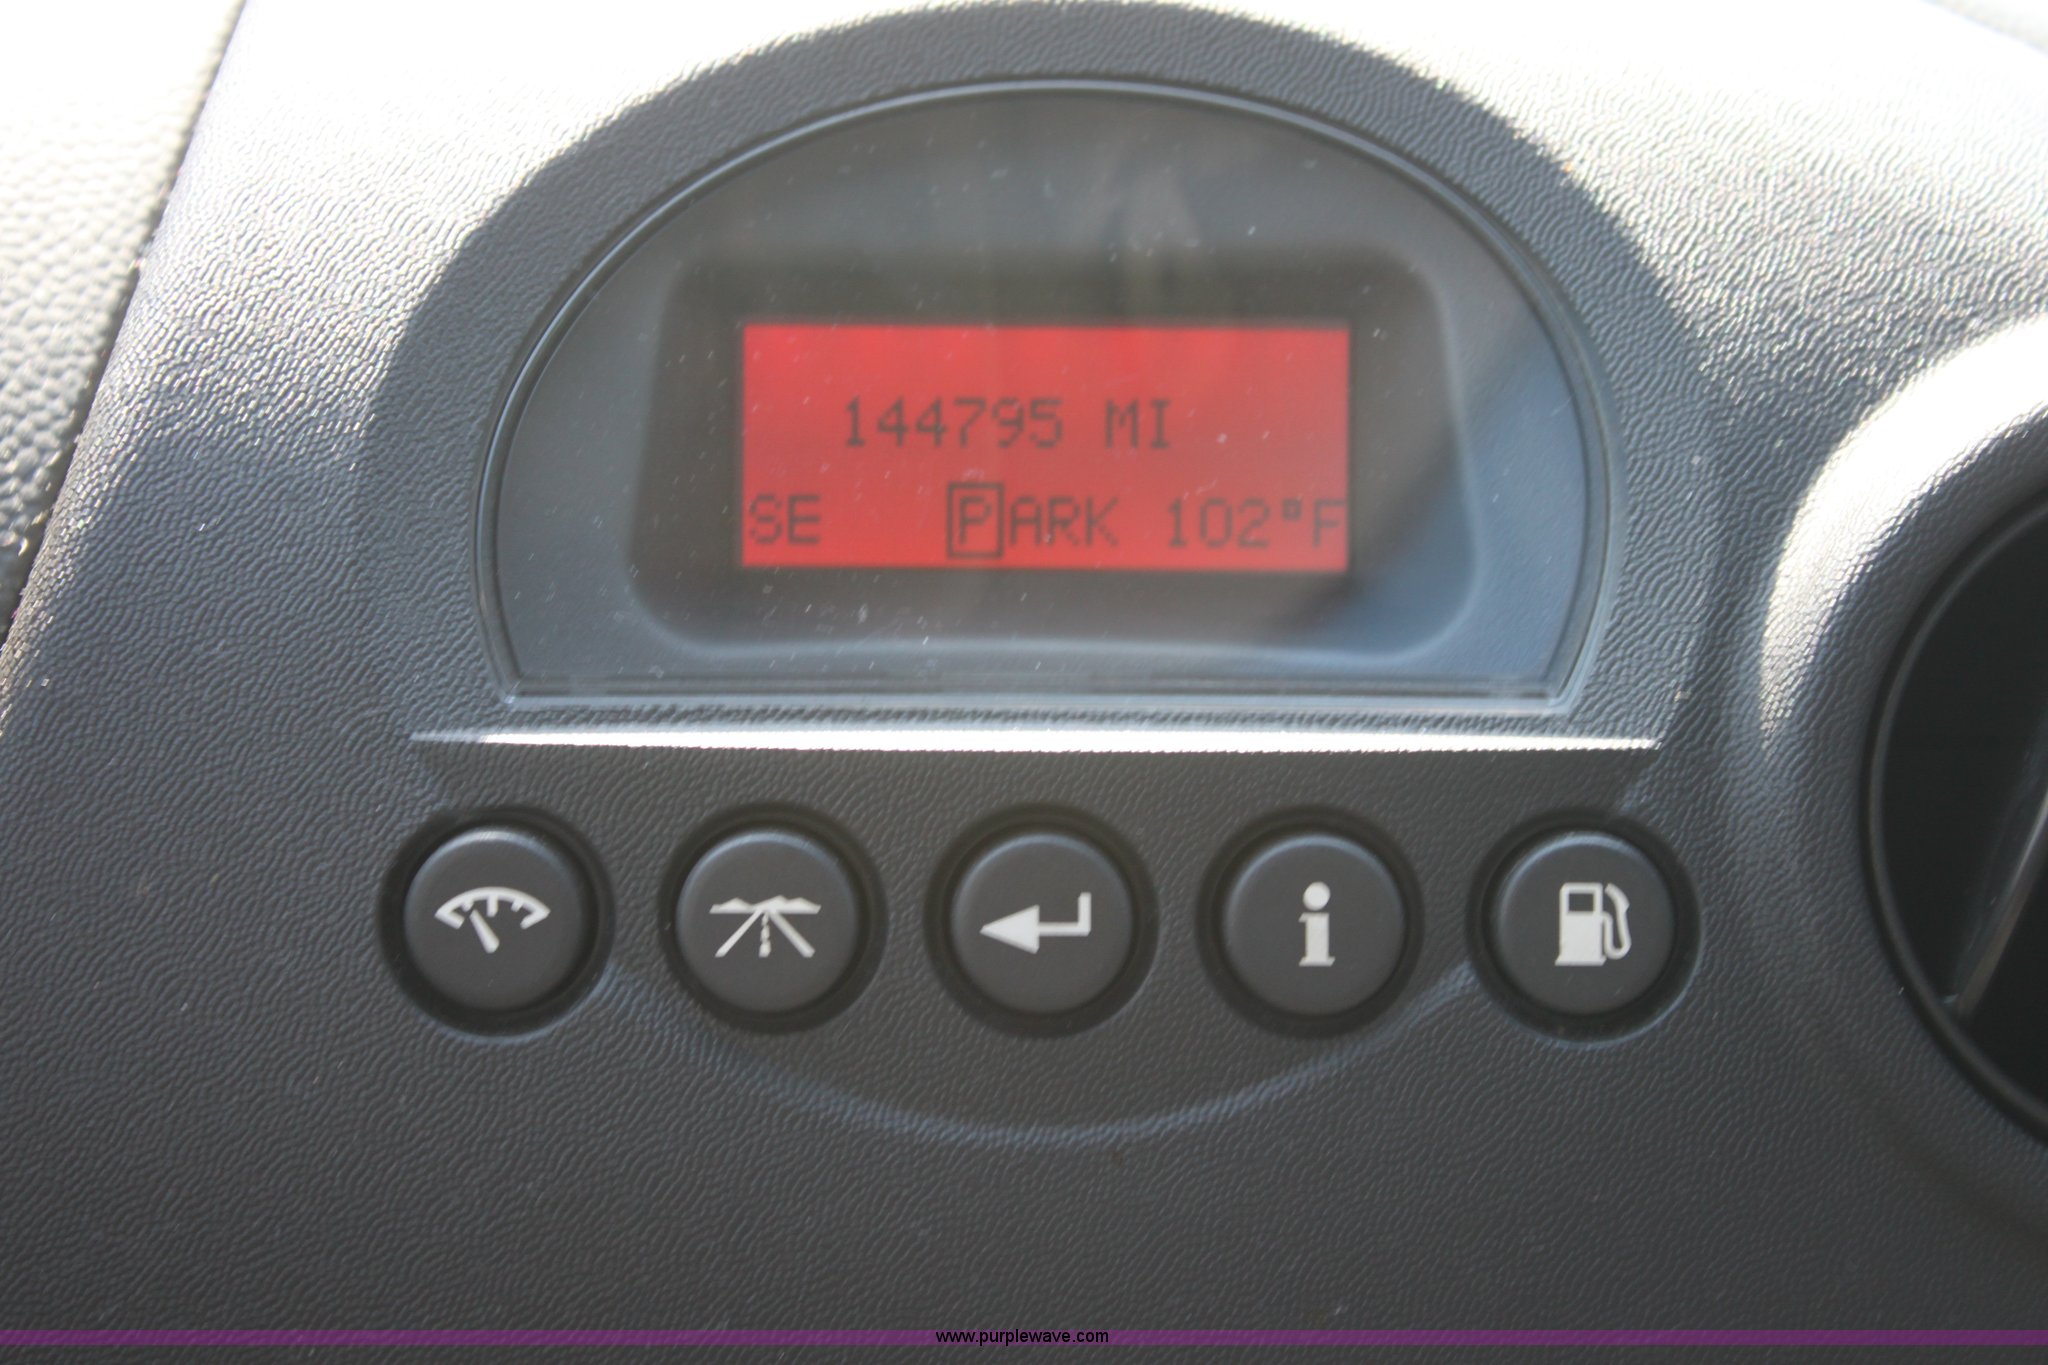 144795 MI
SE PARK 102°F
www.purplewave.com